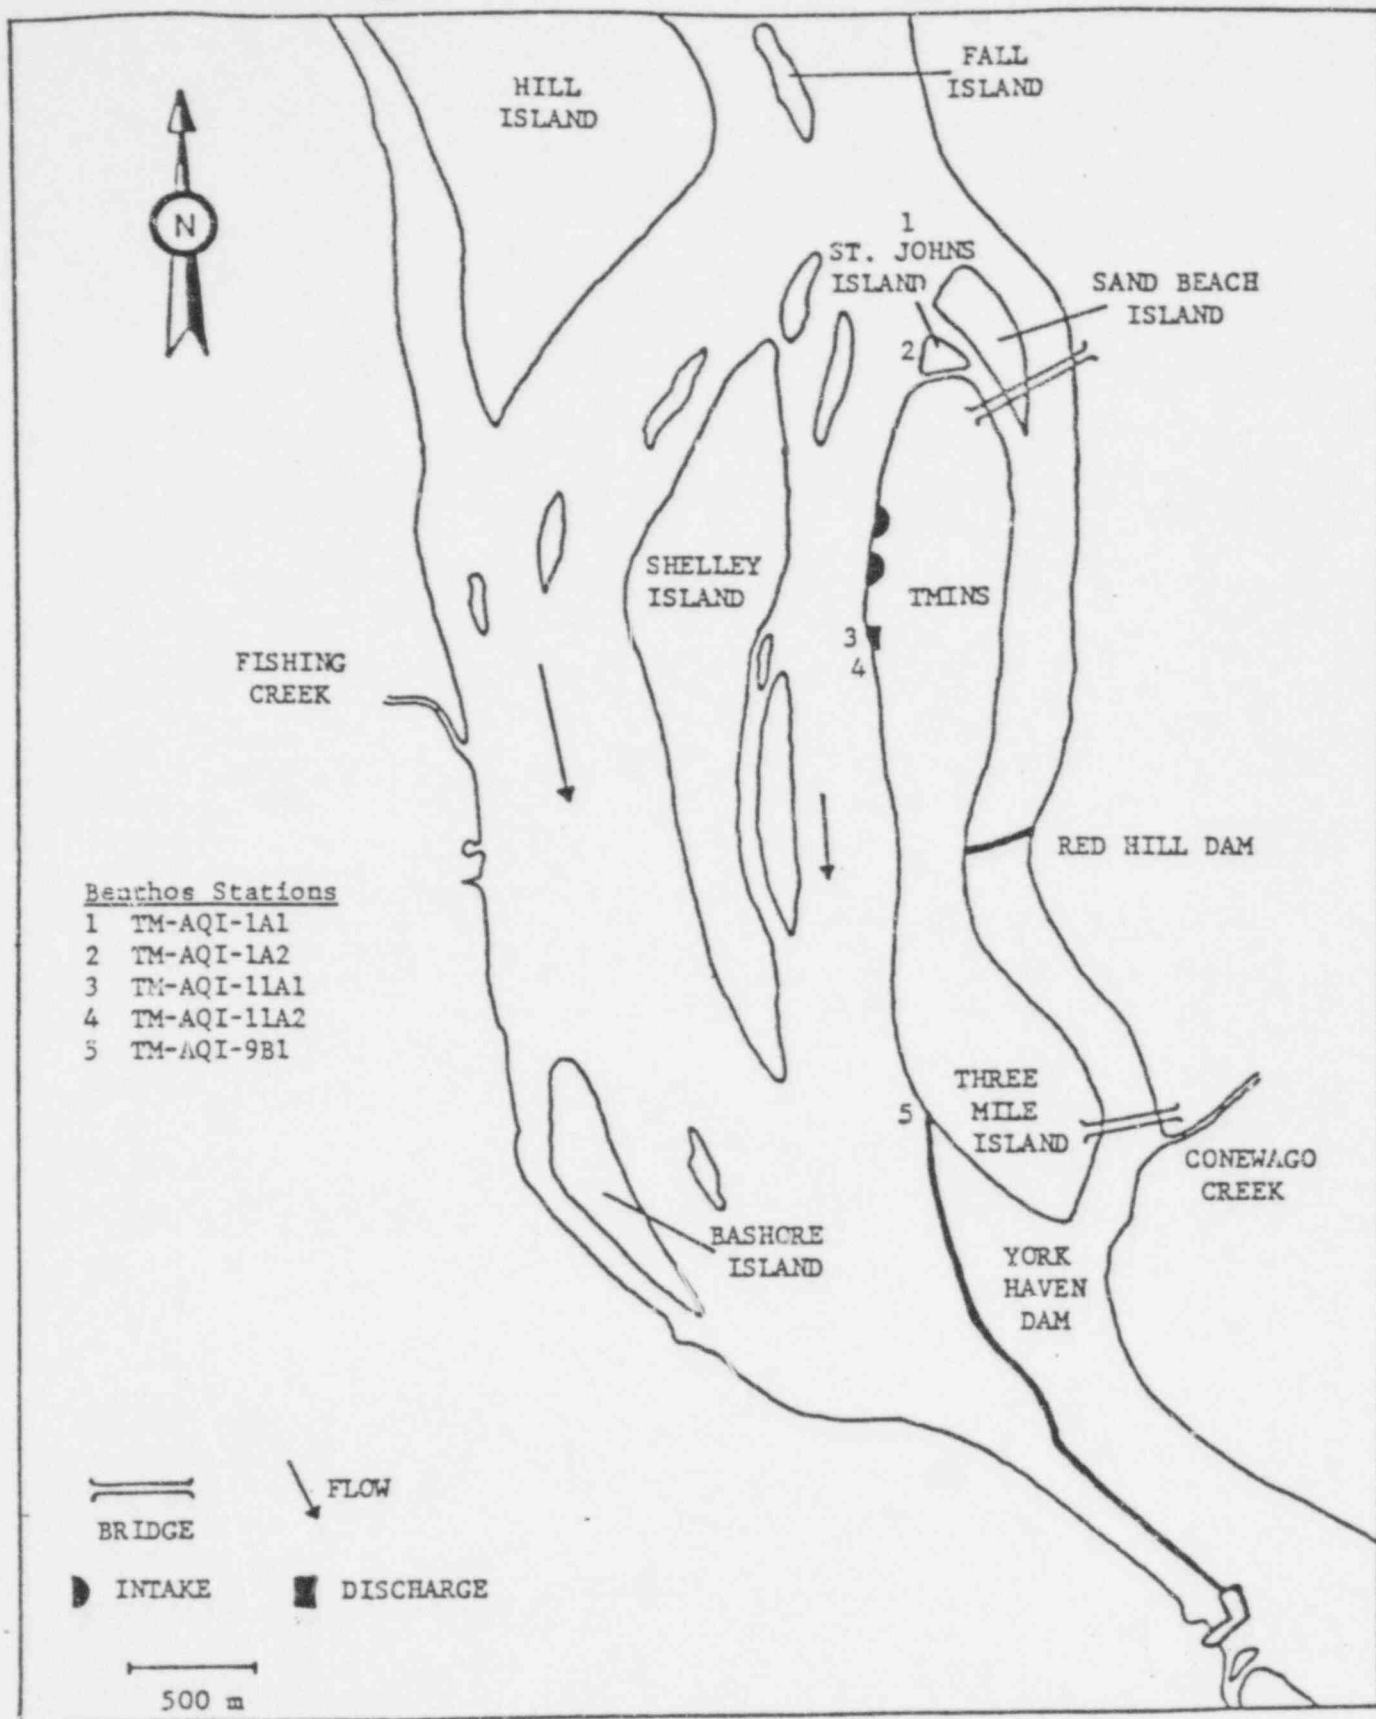 HILL
ISLAND
FALL
ISLAND
N
1
ST. JOHNS
ISLAND
SAND BEACH
ISLAND
2
SHELLEY
ISLAND
TMINS
3
4
FISHING
CREEK
RED HILL DAM
Benthos Stations
1 TM-AQI-1A1
2 TM-AQI-1A2
3 TM-AQI-11A1
4 TM-AQI-11A2
5 TM-AQI-9B1
THREE
MILE
ISLAND
5
CONEWAGO
CREEK
BASHORE
ISLAND
YORK
HAVEN
DAM
FLOW
BRIDGE
INTAKE
DISCHARGE
500 m